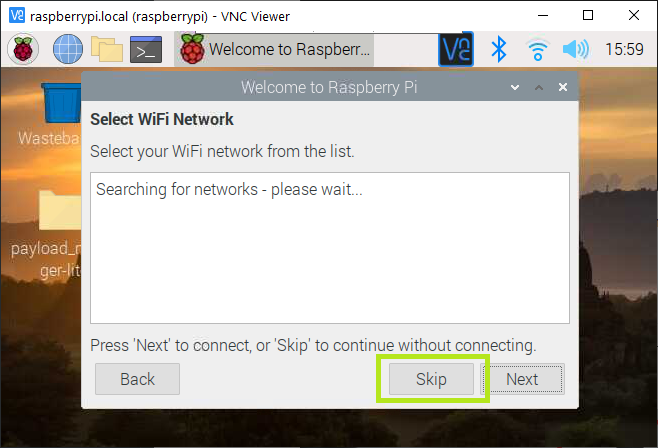 raspberrypi.local (raspberrypi) - VNC Viewer
Welcome to Raspberr...
15:59
Welcome to Raspberry Pi
Select WiFi Network
Select your WiFi network from the list.
Searching for networks - please wait...
Press 'Next' to connect, or 'Skip' to continue without connecting.
Back
Skip
Next
Wasteba
payload_
ger-lit